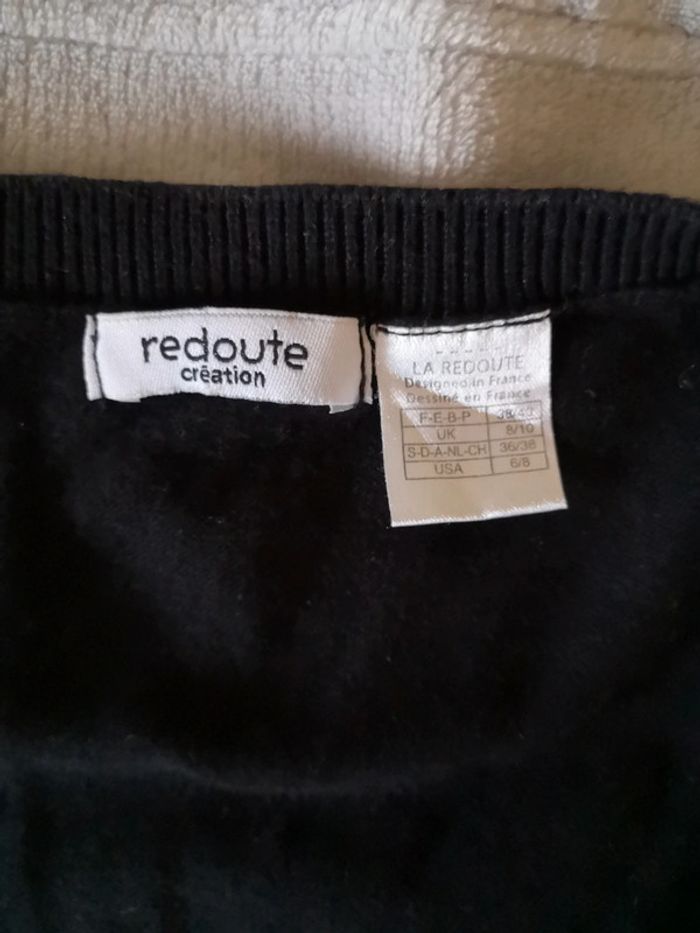 redoute
création
LA REDOUTE
Designed in France
Dessiné en France
F-E-B-P 38/40
UK 8/10
S-D-A-NL-CH 36/38
USA 6/8